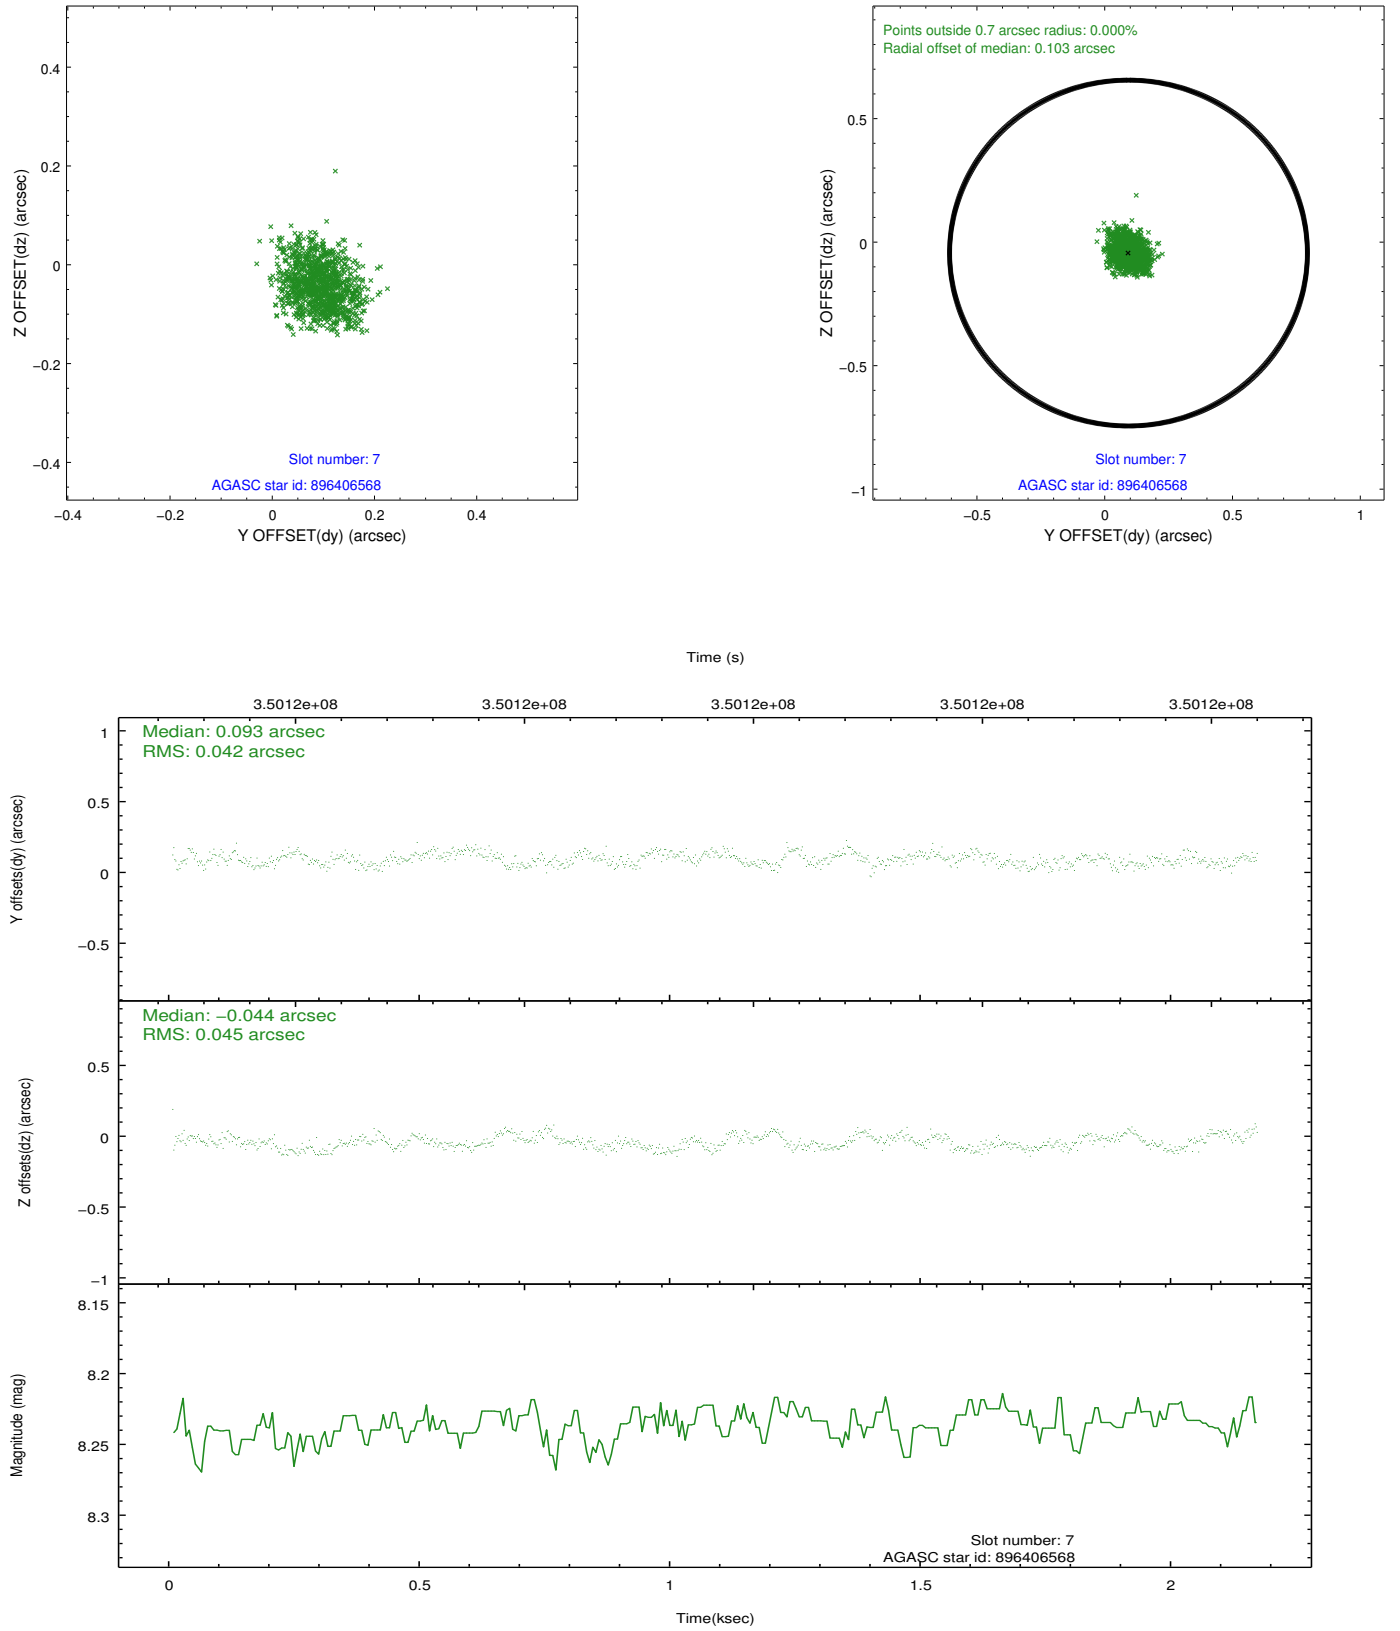 0.4
0.2
0
−0.2
−0.4
Z OFFSET(dz) (arcsec)
Slot number: 7
AGASC star id: 896406568
−0.4
−0.2
0
0.2
0.4
Y OFFSET(dy) (arcsec)
Points outside 0.7 arcsec radius: 0.000%
Radial offset of median: 0.103 arcsec
0.5
0
−0.5
−1
Z OFFSET(dz) (arcsec)
Slot number: 7
AGASC star id: 896406568
−0.5
0
0.5
1
Y OFFSET(dy) (arcsec)
Time (s)
3.5012e+08
3.5012e+08
3.5012e+08
3.5012e+08
3.5012e+08
Median: 0.093 arcsec
RMS: 0.042 arcsec
1
0.5
0
−0.5
Y offsets(dy) (arcsec)
Median: −0.044 arcsec
RMS: 0.045 arcsec
0.5
0
−0.5
−1
Z offsets(dz) (arcsec)
8.15
8.2
8.25
8.3
Magnitude (mag)
Slot number: 7
AGASC star id: 896406568
0
0.5
1
1.5
2
Time(ksec)